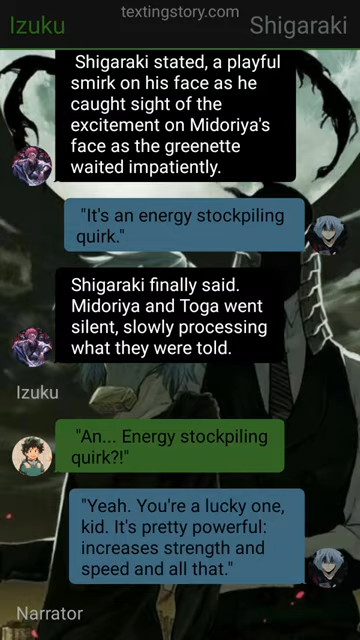 textingstory.com
Izuku
Shigaraki
Shigaraki stated, a playful
smirk on his face as he
caught sight of the
excitement on Midoriya's
face as the greenette
waited impatiently.
"It's an energy stockpiling
quirk."
Shigaraki finally said.
Midoriya and Toga went
silent, slowly processing
what they were told.
Izuku
"An... Energy stockpiling
quirk?!"
"Yeah. You're a lucky one,
kid. It's pretty powerful:
increases strength and
speed and all that."
Narrator